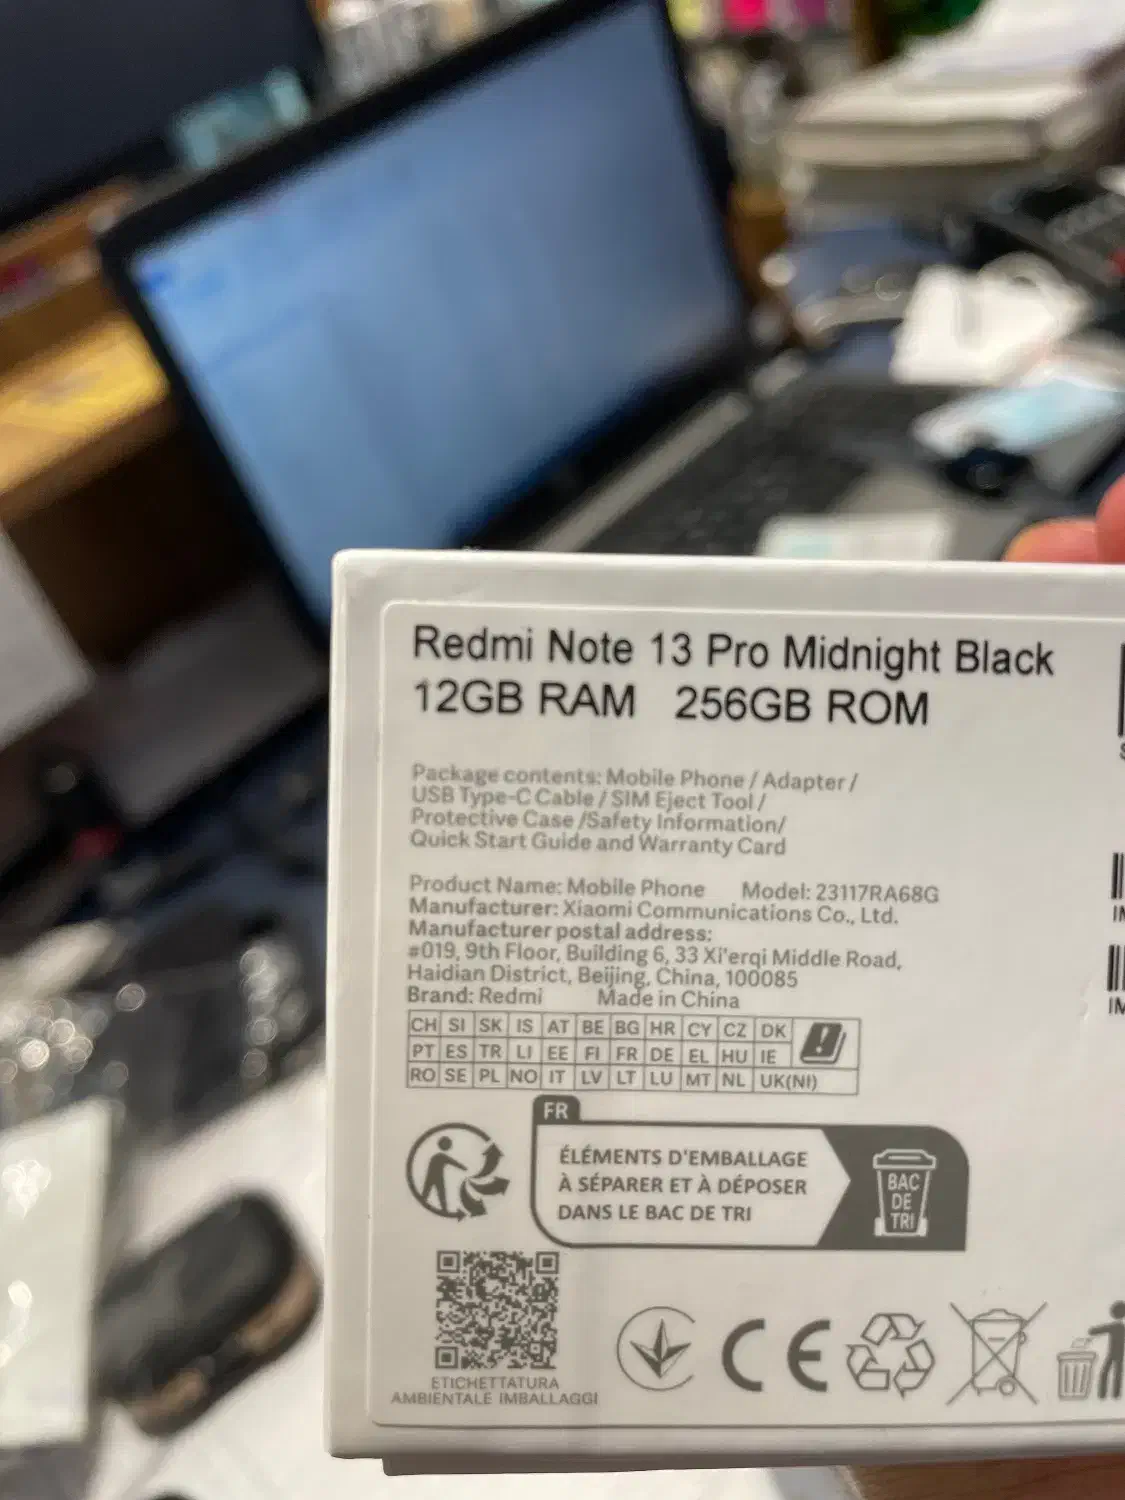 Redmi Note 13 Pro Midnight Black
12GB RAM 256GB ROM
Package contents: Mobile Phone / Adapter /
USB Type-C Cable / SIM Eject Tool /
Protective Case /Safety Information/
Quick Start Guide and Warranty Card
Product Name: Mobile Phone Model: 23117RA68G
Manufacturer: Xiaomi Communications Co., Ltd.
Manufacturer postal address:
#019, 9th Floor, Building 6, 33 Xi'erqi Middle Road,
Haidian District, Beijing, China, 100085
Brand: Redmi Made in China
CH SI SK IS AT BE BG HR CY CZ DK
PT ES TR LI EE FI FR DE EL HU IE
RO SE PL NO IT LV LT LU MT NL UK(NI)
FR
ÉLÉMENTS D'EMBALLAGE
À SÉPARER ET À DÉPOSER
DANS LE BAC DE TRI
BAC
DE
TRI
ETICHETTATURA
AMBIENTALE IMBALLAGGI
CE